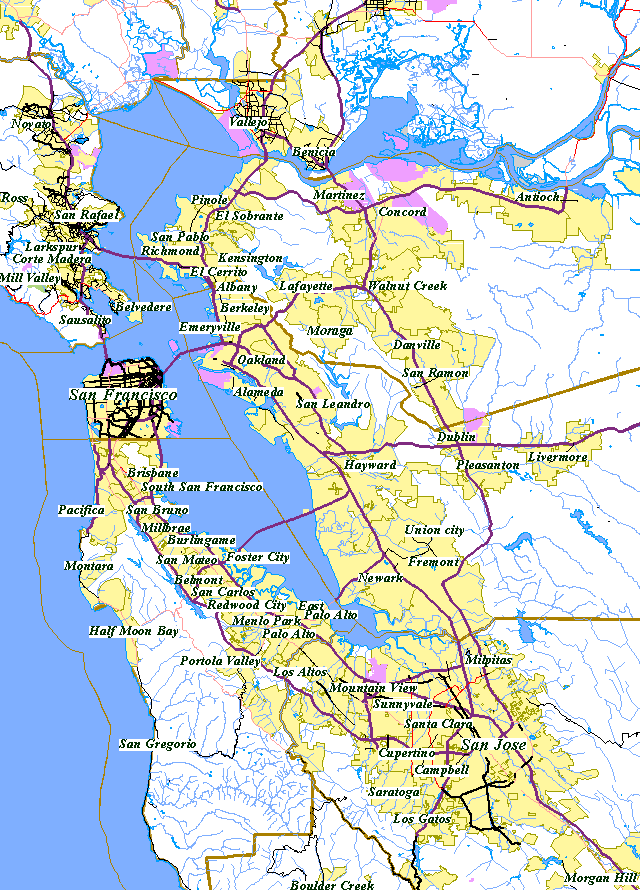 Vallejo
Novato
Benicia
Ross
Pinole
Martinez
Antioch
San Rafael
El Sobrante
Concord
San Pablo
Larkspur
Richmond
Corte Madera
Kensington
Mill Valley
El Cerrito
Albany
Lafayette
Walnut Creek
Belvedere
Berkeley
Sausalito
Emeryville
Moraga
Danville
Oakland
San Ramon
San Francisco
Alameda
San Leandro
Dublin
Livermore
Hayward
Pleasanton
Brisbane
South San Francisco
Pacifica
San Bruno
Millbrae
Union city
Burlingame
Foster City
San Mateo
Fremont
Montara
Belmont
Newark
San Carlos
Redwood City
East
Palo Alto
Menlo Park
Half Moon Bay
Palo Alto
Portola Valley
Milpitas
Los Altos
Mountain View
Sunnyvale
Santa Clara
San Gregorio
San Jose
Cupertino
Campbell
Saratoga
Los Gatos
Morgan Hill
Boulder Creek